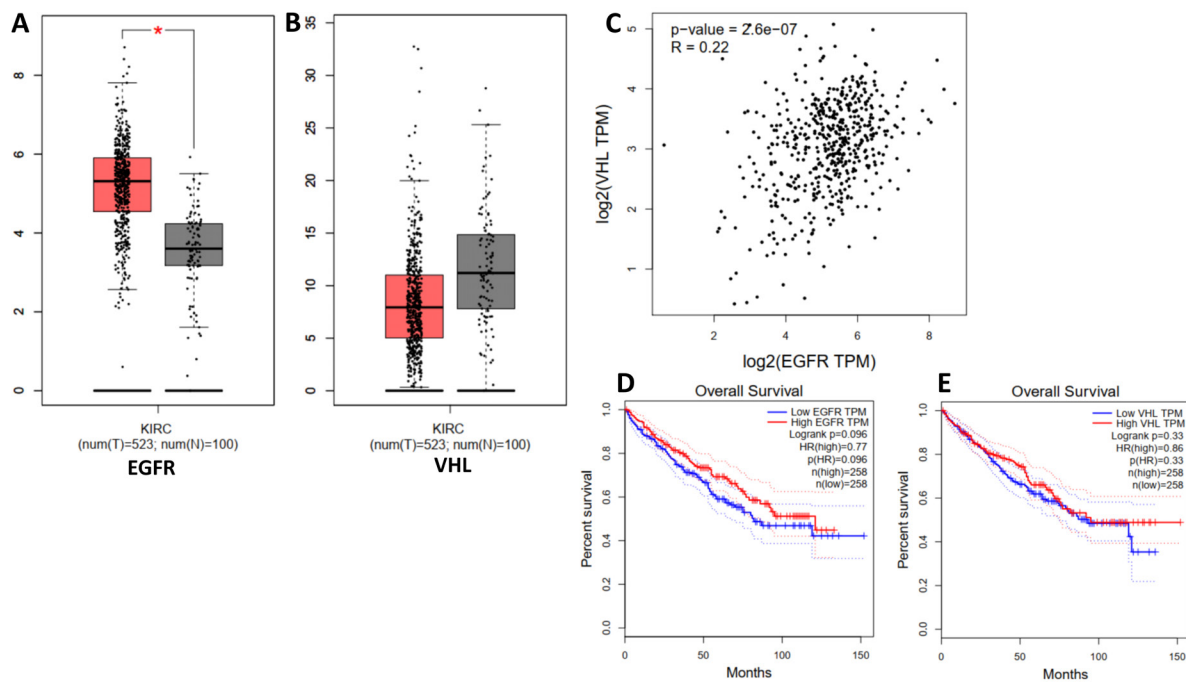 A
*
8
6
4
2
0
KIRC
(num(T)=523; num(N)=100)
EGFR
B
35
30
25
20
15
10
5
0
KIRC
(num(T)=523; num(N)=100)
VHL
C
p-value = 2.6e-07
R = 0.22
5
4
3
2
1
log2(VHL TPM)
2
4
6
8
log2(EGFR TPM)
D
Overall Survival
Low EGFR TPM
High EGFR TPM
Logrank p=0.096
HR(high)=0.77
p(HR)=0.096
n(high)=258
n(low)=258
Percent survival
1.0
0.8
0.6
0.4
0.2
0.0
0
50
100
150
Months
E
Overall Survival
Low VHL TPM
High VHL TPM
Logrank p=0.33
HR(high)=0.86
p(HR)=0.33
n(high)=258
n(low)=258
Percent survival
1.0
0.8
0.6
0.4
0.2
0.0
0
50
100
150
Months